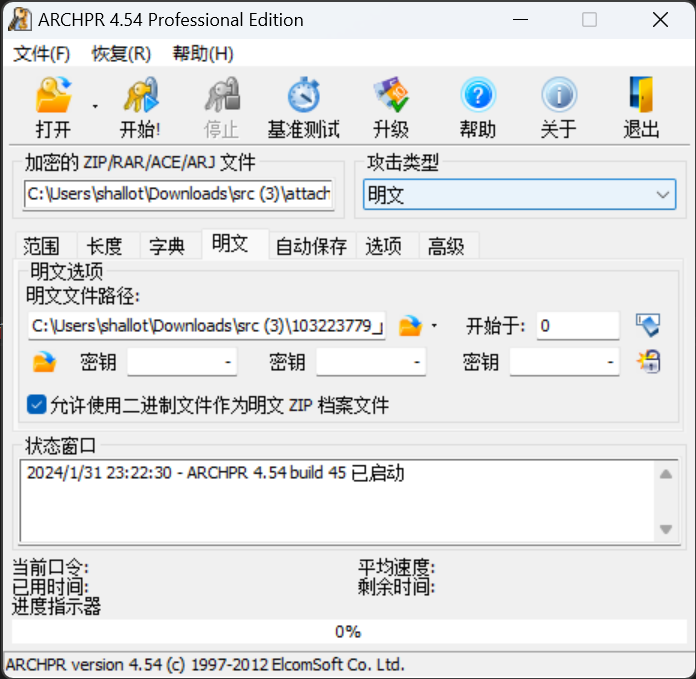 ARCHPR 4.54 Professional Edition
文件(F) 恢复(R) 帮助(H)
打开 开始! 停止 基准测试 升级 帮助 关于 退出
加密的 ZIP/RAR/ACE/ARJ 文件 攻击类型
C:\Users\shallot\Downloads\src (3)\attach 明文
范围 长度 字典 明文 自动保存 选项 高级
明文选项
明文文件路径:
C:\Users\shallot\Downloads\src (3)\103223779_ 开始于: 0
密钥 - 密钥 - 密钥 -
允许使用二进制文件作为明文 ZIP 档案文件
状态窗口
2024/1/31 23:22:30 - ARCHPR 4.54 build 45 已启动
当前口令: 平均速度:
已用时间: 剩余时间:
进度指示器
0%
ARCHPR version 4.54 (c) 1997-2012 ElcomSoft Co. Ltd.